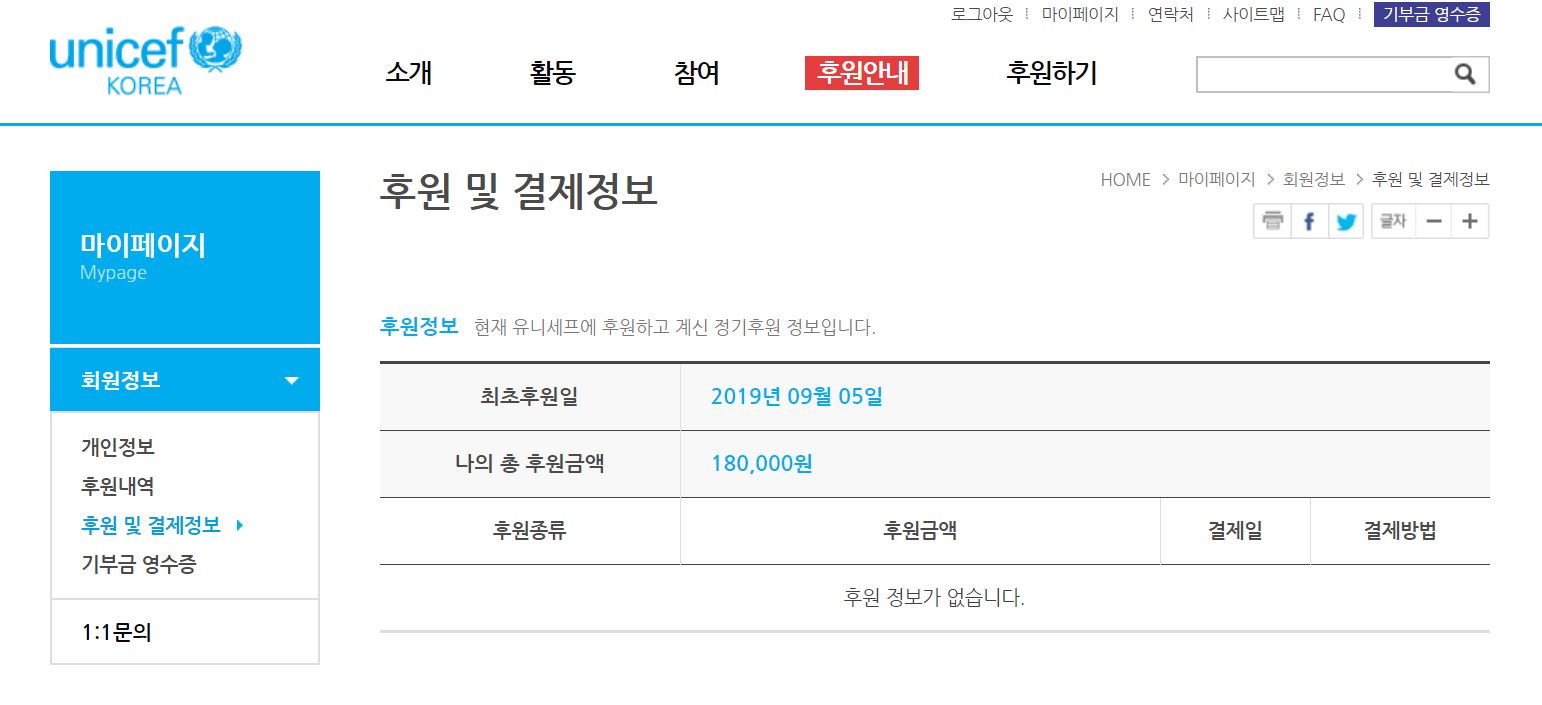 로그아웃 마이페이지 연락처 사이트맵 FAQ 기부금 영수증
unicef
KOREA
소개 활동 참여 후원안내 후원하기
후원 및 결제정보
HOME > 마이페이지 > 회원정보 > 후원 및 결제정보
글자 − +
마이페이지
Mypage
회원정보
개인정보
후원내역
후원 및 결제정보
기부금 영수증
1:1문의
후원정보 현재 유니세프에 후원하고 계신 정기후원 정보입니다.
최초후원일 2019년 09월 05일
나의 총 후원금액 180,000원
후원종류 후원금액 결제일 결제방법
후원 정보가 없습니다.